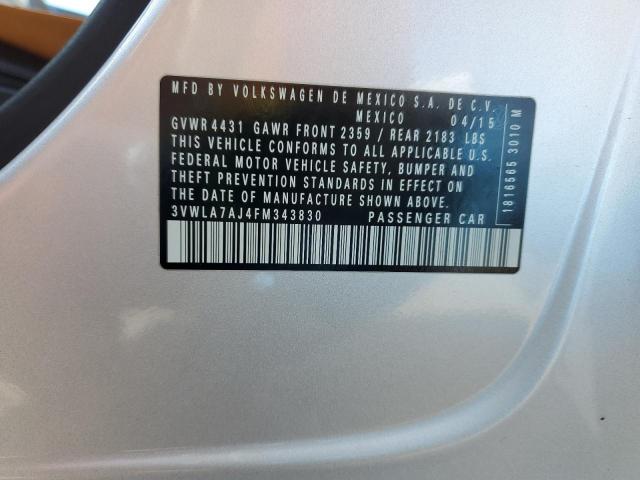 MFD BY VOLKSWAGEN DE MEXICO S.A. DE C.V.
MEXICO 04/15
GVWR 4431 GAWR FRONT 2359 / REAR 2183 LBS
THIS VEHICLE CONFORMS TO ALL APPLICABLE U.S.
FEDERAL MOTOR VEHICLE SAFETY, BUMPER AND
THEFT PREVENTION STANDARDS IN EFFECT ON
THE DATE OF MANUFACTURE SHOWN ABOVE.
3VWLA7AJ4FM343830 PASSENGER CAR
1816565 3010 M